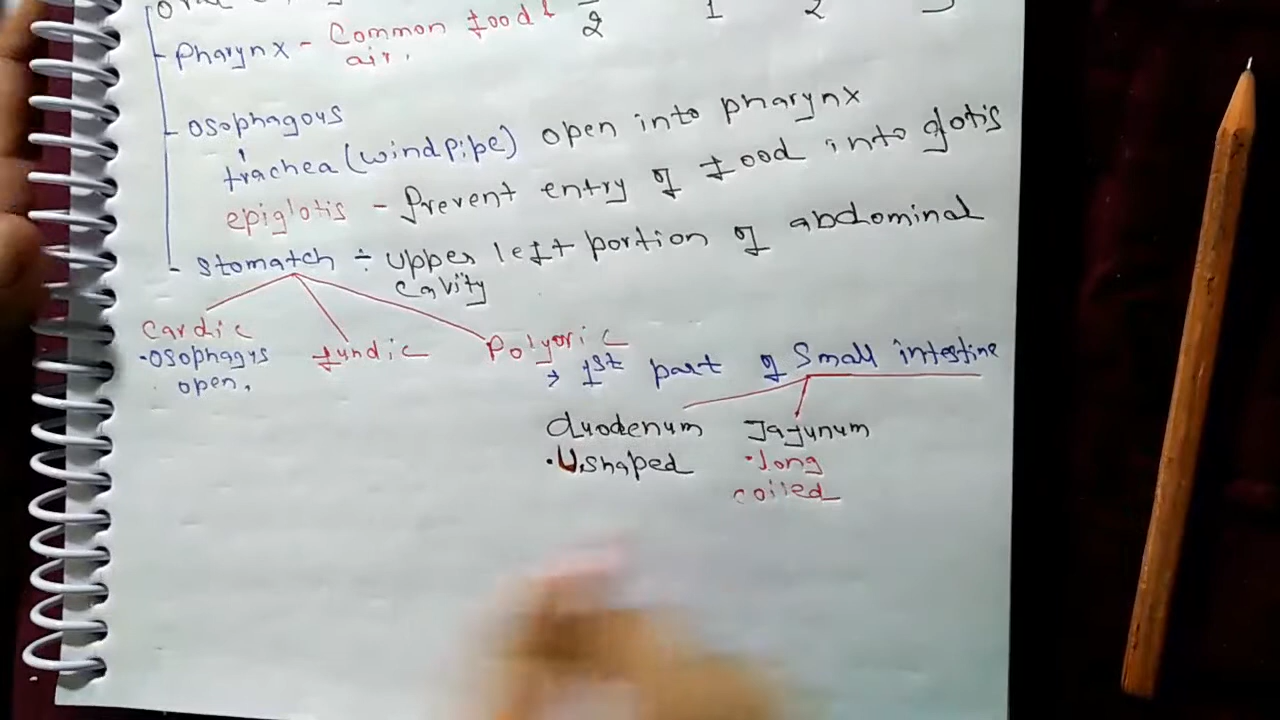 Pharynx - Common food &
air.
2 1 2
Osophagoys
trachea (windpipe) open into pharynx
epiglotis - Prevent entry of food into glotis
Stomatch ÷ Upper left portion of abdominal
cavity
Cardic
•Osophagys
open.
fundic
Polyoric
→ 1st part of Small intestine
duodenum
•U.shaped
Jajunum
•long
coiled